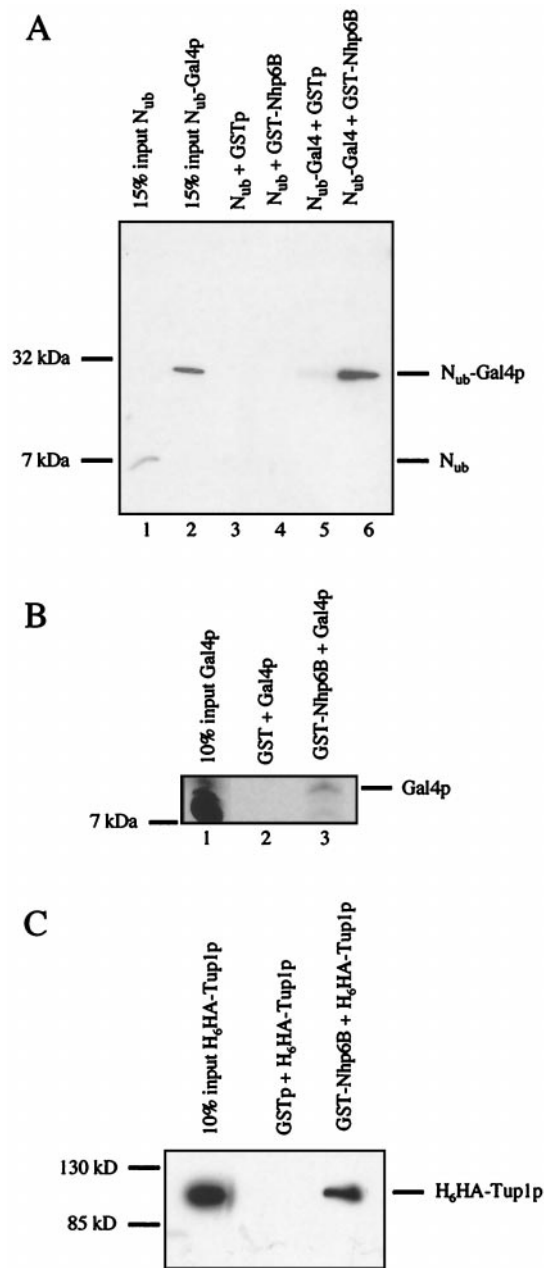 A
15% input Nub
15% input Nub-Gal4p
Nub + GSTp
Nub + GST-Nhp6B
Nub-Gal4 + GSTp
Nub-Gal4 + GST-Nhp6B
32 kDa
Nub-Gal4p
7 kDa
Nub
1 2 3 4 5 6
B
10% input Gal4p
GST + Gal4p
GST-Nhp6B + Gal4p
Gal4p
7 kDa
1 2 3
C
10% input H6HA-Tup1p
GSTp + H6HA-Tup1p
GST-Nhp6B + H6HA-Tup1p
130 kD
H6HA-Tup1p
85 kD